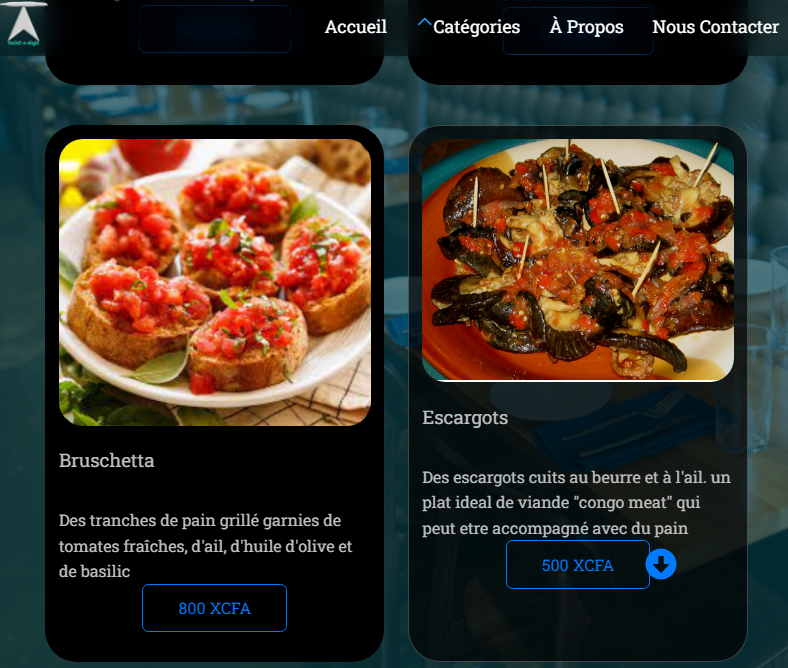 Accueil
Catégories
À Propos
Nous Contacter
Bruschetta
Des tranches de pain grillé garnies de
tomates fraîches, d'ail, d'huile d'olive et
de basilic
800 XCFA
Escargots
Des escargots cuits au beurre et à l'ail. un
plat ideal de viande "congo meat" qui
peut etre accompagné avec du pain
500 XCFA